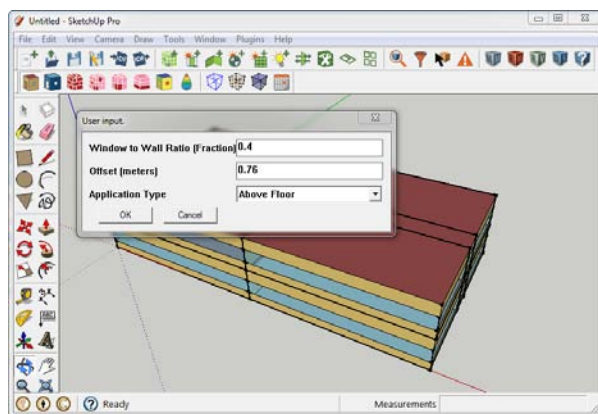 Untitled - SketchUp Pro
File Edit View Camera Draw Tools Window Plugins Help
User input.
Window to Wall Ratio (Fraction) 0.4
Offset (meters) 0.76
Application Type Above Floor
OK Cancel
Ready Measurements